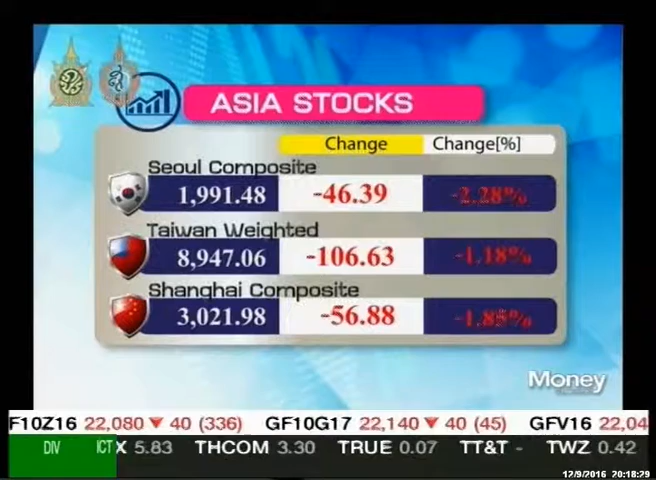 ASIA STOCKS
Change Change[%]
Seoul Composite
1,991.48 -46.39 -2.28%
Taiwan Weighted
8,947.06 -106.63 -1.18%
Shanghai Composite
3,021.98 -56.88 -1.85%
Money
F10Z16 22,080 ▼ 40 (336) GF10G17 22,140 ▼ 40 (45) GFV16 22,04
DIV ICT X 5.83 THCOM 3.30 TRUE 0.07 TT&T - TWZ 0.42
12/9/2016 20:18:29